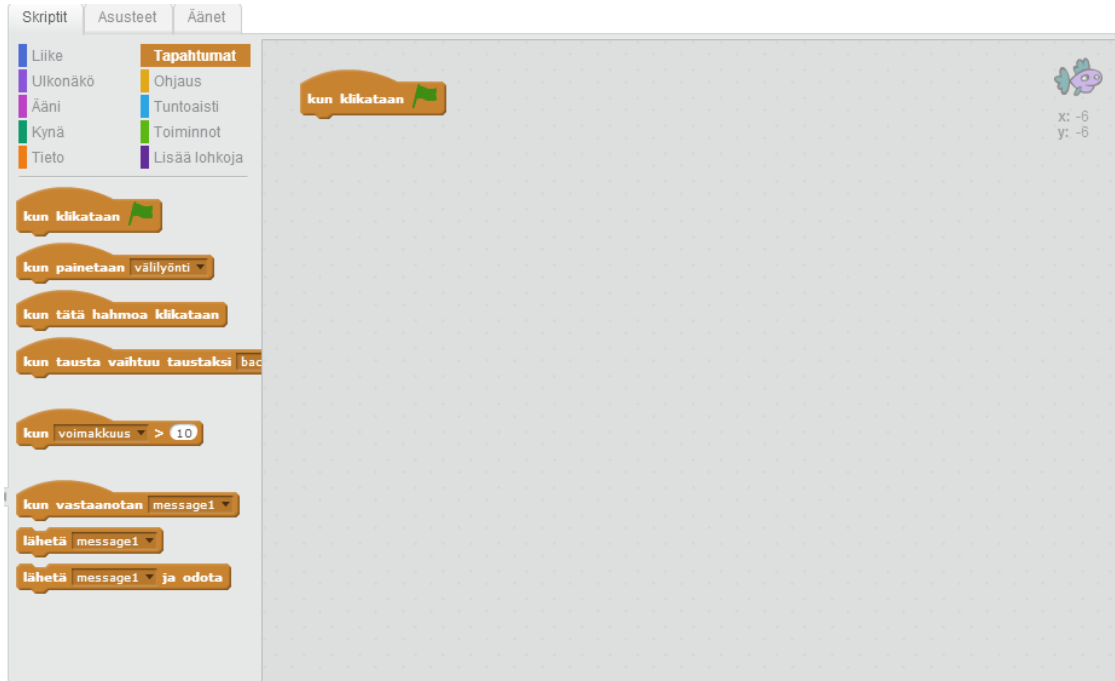 Skriptit Asusteet Äänet
Liike Tapahtumat
Ulkonäkö Ohjaus
Ääni Tuntoaisti
Kynä Toiminnot
Tieto Lisää lohkoja
kun klikataan
kun painetaan välilyönti
kun tätä hahmoa klikataan
kun tausta vaihtuu taustaksi bac
kun voimakkuus > 10
kun vastaanotan message1
lähetä message1
lähetä message1 ja odota
kun klikataan
x: -6
y: -6